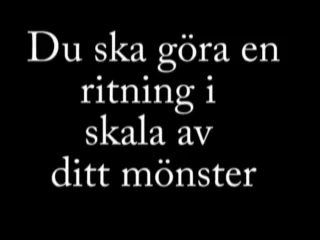 Du ska göra en
ritning i
skala av
ditt mönster